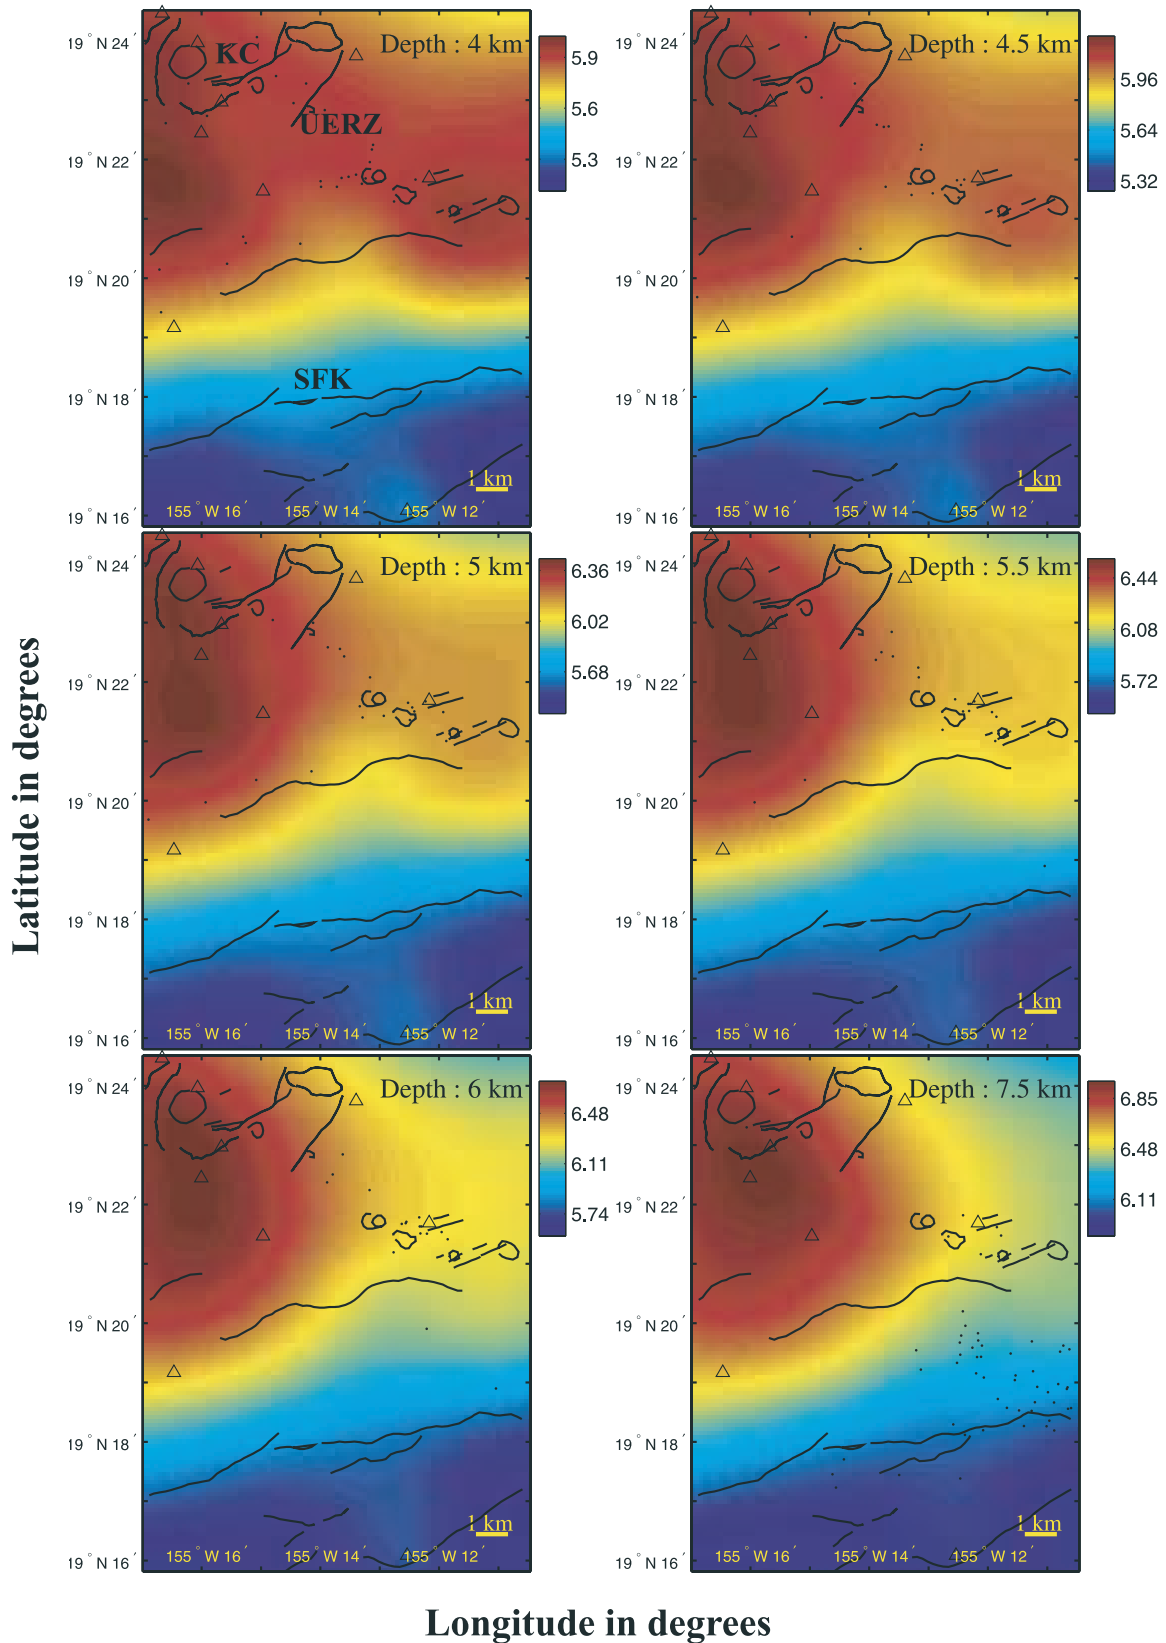 19° N 24′
19° N 22′
19° N 20′
19° N 18′
19° N 16′
KC
UERZ
SFK
Depth : 4 km
1 km
155° W 16′ 155° W 14′ 155° W 12′
5.9
5.6
5.3
Depth : 4.5 km
19° N 24′
19° N 22′
19° N 20′
19° N 18′
19° N 16′
1 km
155° W 16′ 155° W 14′ 155° W 12′
5.96
5.64
5.32
Depth : 5 km
19° N 24′
19° N 22′
19° N 20′
19° N 18′
19° N 16′
1 km
155° W 16′ 155° W 14′ 155° W 12′
6.36
6.02
5.68
Depth : 5.5 km
19° N 24′
19° N 22′
19° N 20′
19° N 18′
19° N 16′
1 km
155° W 16′ 155° W 14′ 155° W 12′
6.44
6.08
5.72
Depth : 6 km
19° N 24′
19° N 22′
19° N 20′
19° N 18′
19° N 16′
1 km
155° W 16′ 155° W 14′ 155° W 12′
6.48
6.11
5.74
Depth : 7.5 km
19° N 24′
19° N 22′
19° N 20′
19° N 18′
19° N 16′
1 km
155° W 16′ 155° W 14′ 155° W 12′
6.85
6.48
6.11
Latitude in degrees
Longitude in degrees